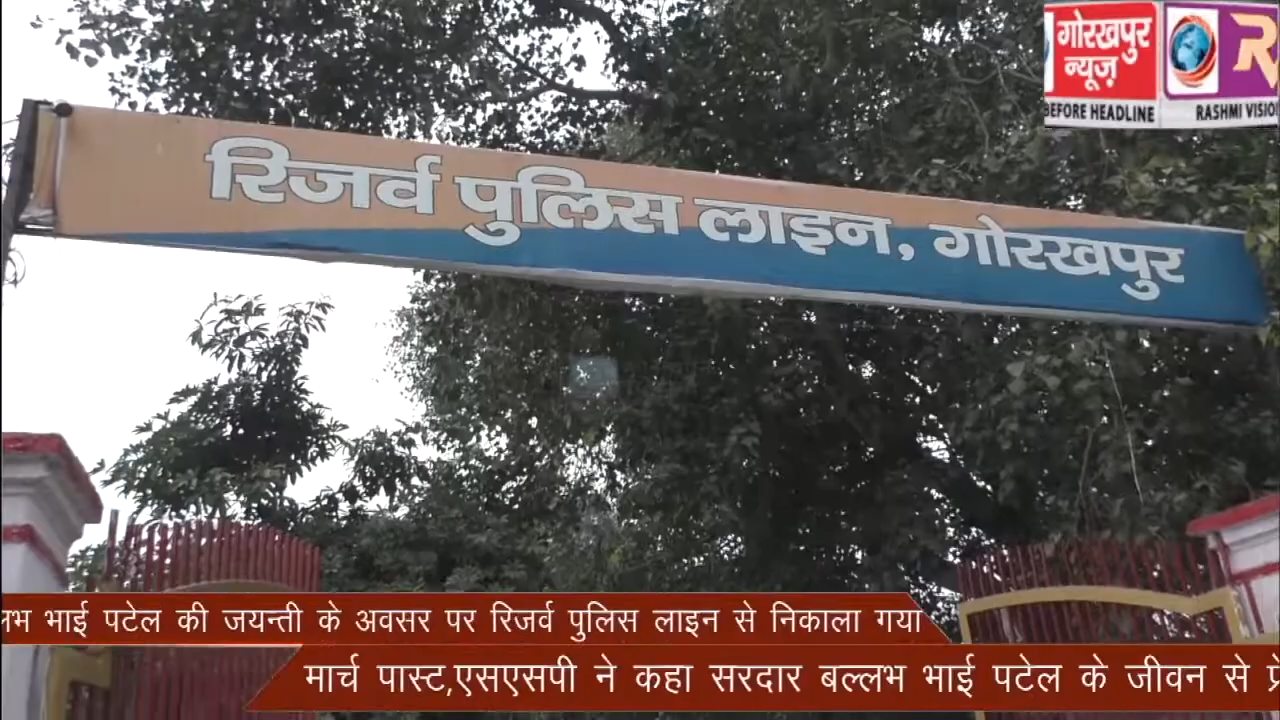 गोरखपुर
न्यूज़
BEFORE HEADLINE
R
RASHMI VISION
रिजर्व पुलिस लाइन, गोरखपुर
भाई पटेल की जयन्ती के अवसर पर रिजर्व पुलिस लाइन से निकाला गया
मार्च पास्ट,एसएसपी ने कहा सरदार बल्लभ भाई पटेल के जीवन से